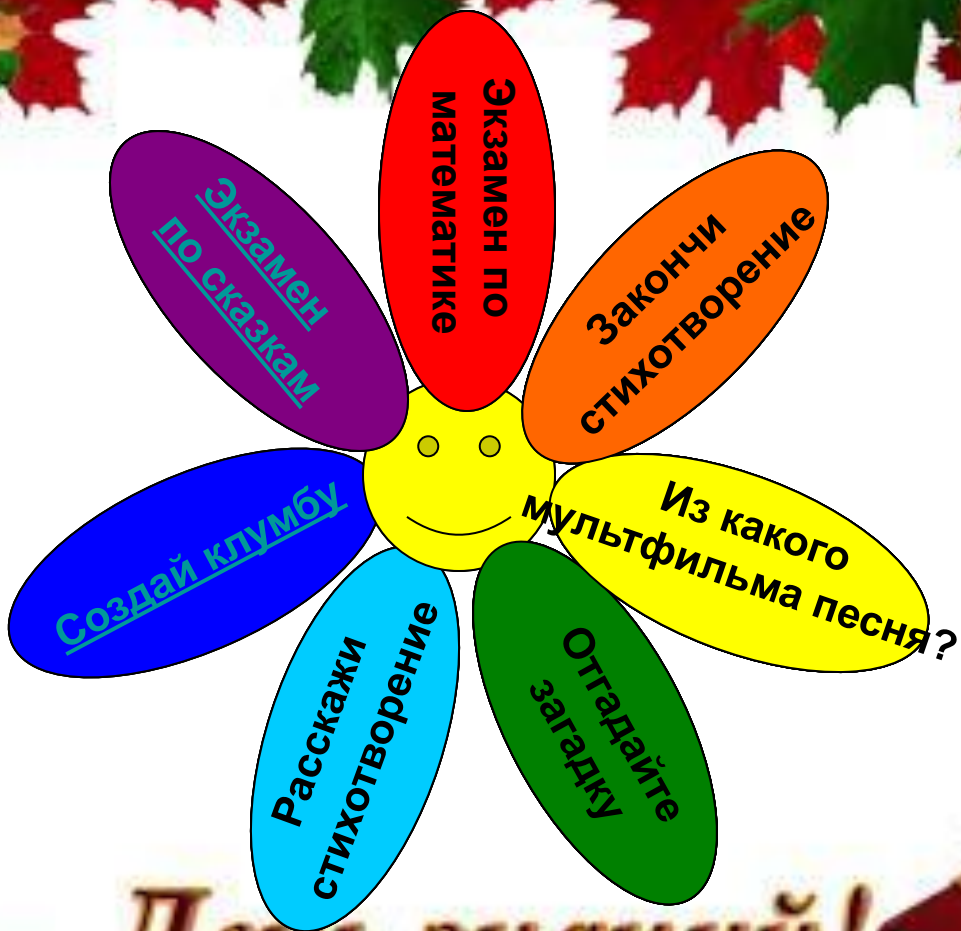 Экзамен по
математике
Закончи
стихотворение
Из какого
мультфильма песня?
Отгадайте
загадку
Расскажи
стихотворение
Создай клумбу
Экзамен
по сказкам